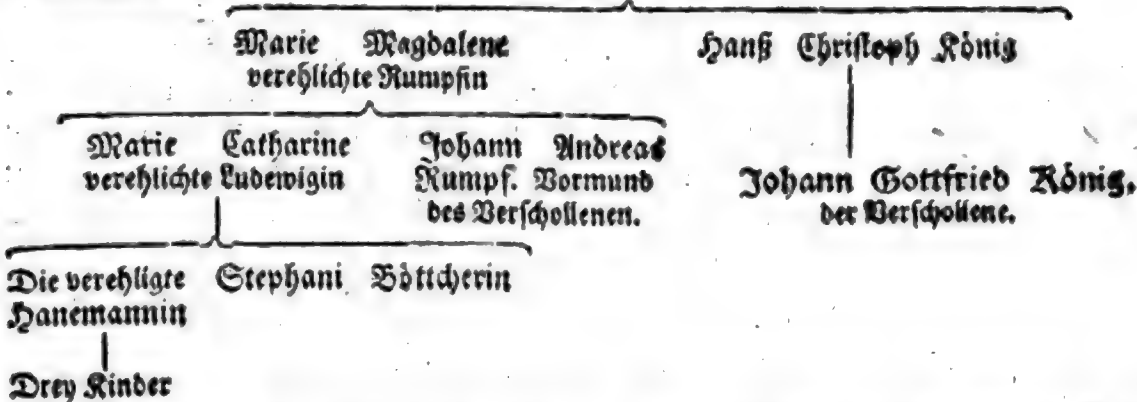 Marie Magdalene
verehlichte Rumpfin
Hanß Christoph König
Marie Catharine
verehlichte Ludewigin
Johann Andreas
Rumpf. Vormund
des Verschollenen.
Johann Gottfried König,
der Verschollene.
Die verehligte Stephani Böttcherin
Hanemannin
Drey Kinder